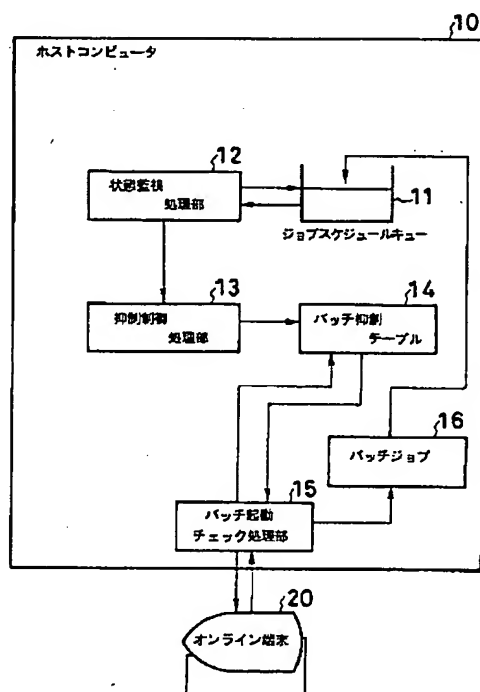 10
ホストコンピュータ
12
状態監視
処理部
11
ジョブスケジュールキュー
13
抑制制御
処理部
14
バッチ抑制
テーブル
16
バッチジョブ
15
バッチ起動
チェック処理部
20
オンライン端末